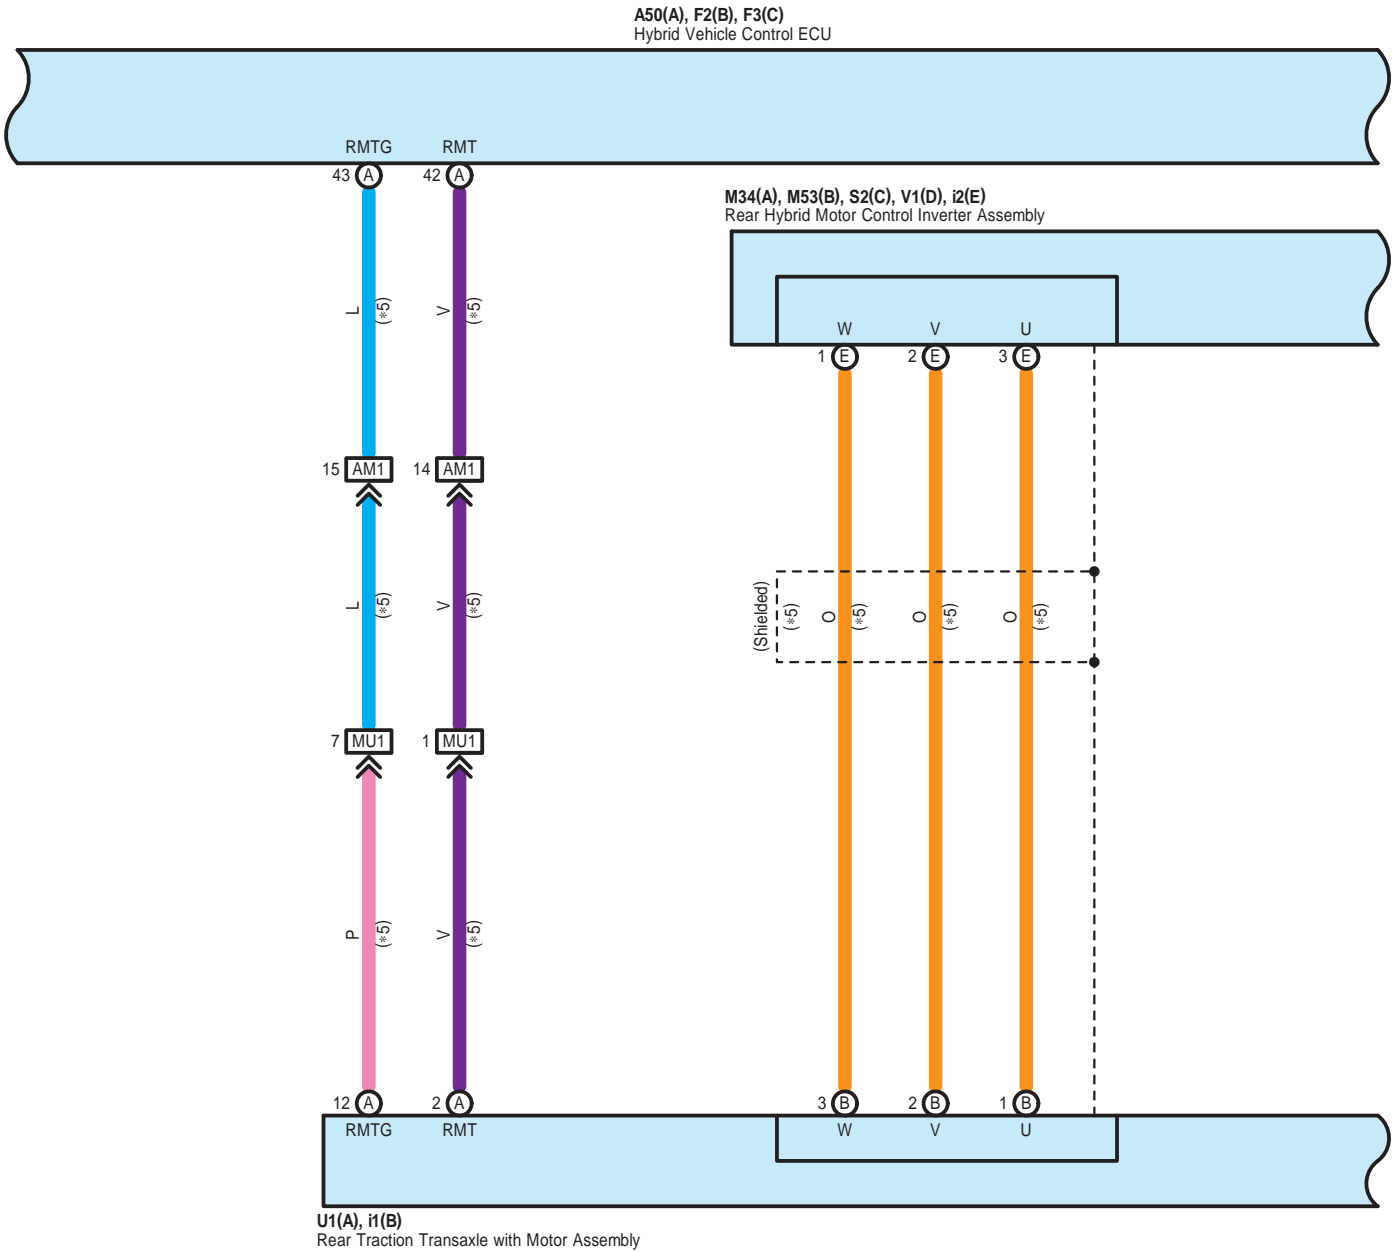 A50(A), F2(B), F3(C)
Hybrid Vehicle Control ECU
RMTG RMT
43 A 42 A
M34(A), M53(B), S2(C), V1(D), i2(E)
Rear Hybrid Motor Control Inverter Assembly
L (*5) V (*5)
W V U
1 E 2 E 3 E
15 AM1 14 AM1
(Shielded) (*5) O (*5) O (*5) O (*5)
L (*5) V (*5)
7 MU1 1 MU1
P (*5) V (*5)
12 A 2 A 3 B 2 B 1 B
RMTG RMT W V U
U1(A), i1(B)
Rear Traction Transaxle with Motor Assembly